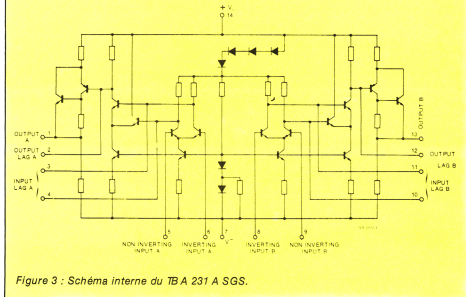 + Vs
14
OUTPUT A 1
OUTPUT LAG A 2
INPUT LAG A 3
4
13 OUTPUT B
12 OUTPUT LAG B
11 INPUT LAG B
10
5 6 7 8 9
V−
NON INVERTING INPUT A
INVERTING INPUT A
INVERTING INPUT B
NON INVERTING INPUT B
Figure 3 : Schéma interne du TBA 231 A SGS.